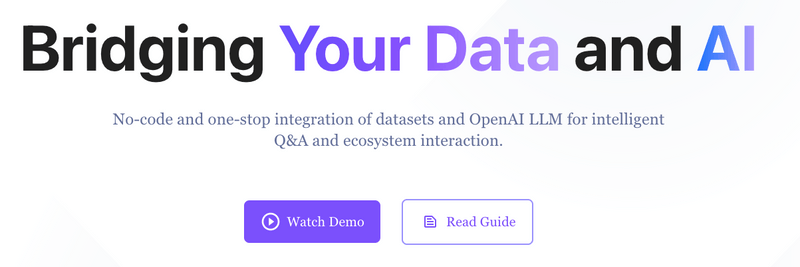 Bridging Your Data and AI
No-code and one-stop integration of datasets and OpenAI LLM for intelligent
Q&A and ecosystem interaction.
Watch Demo
Read Guide